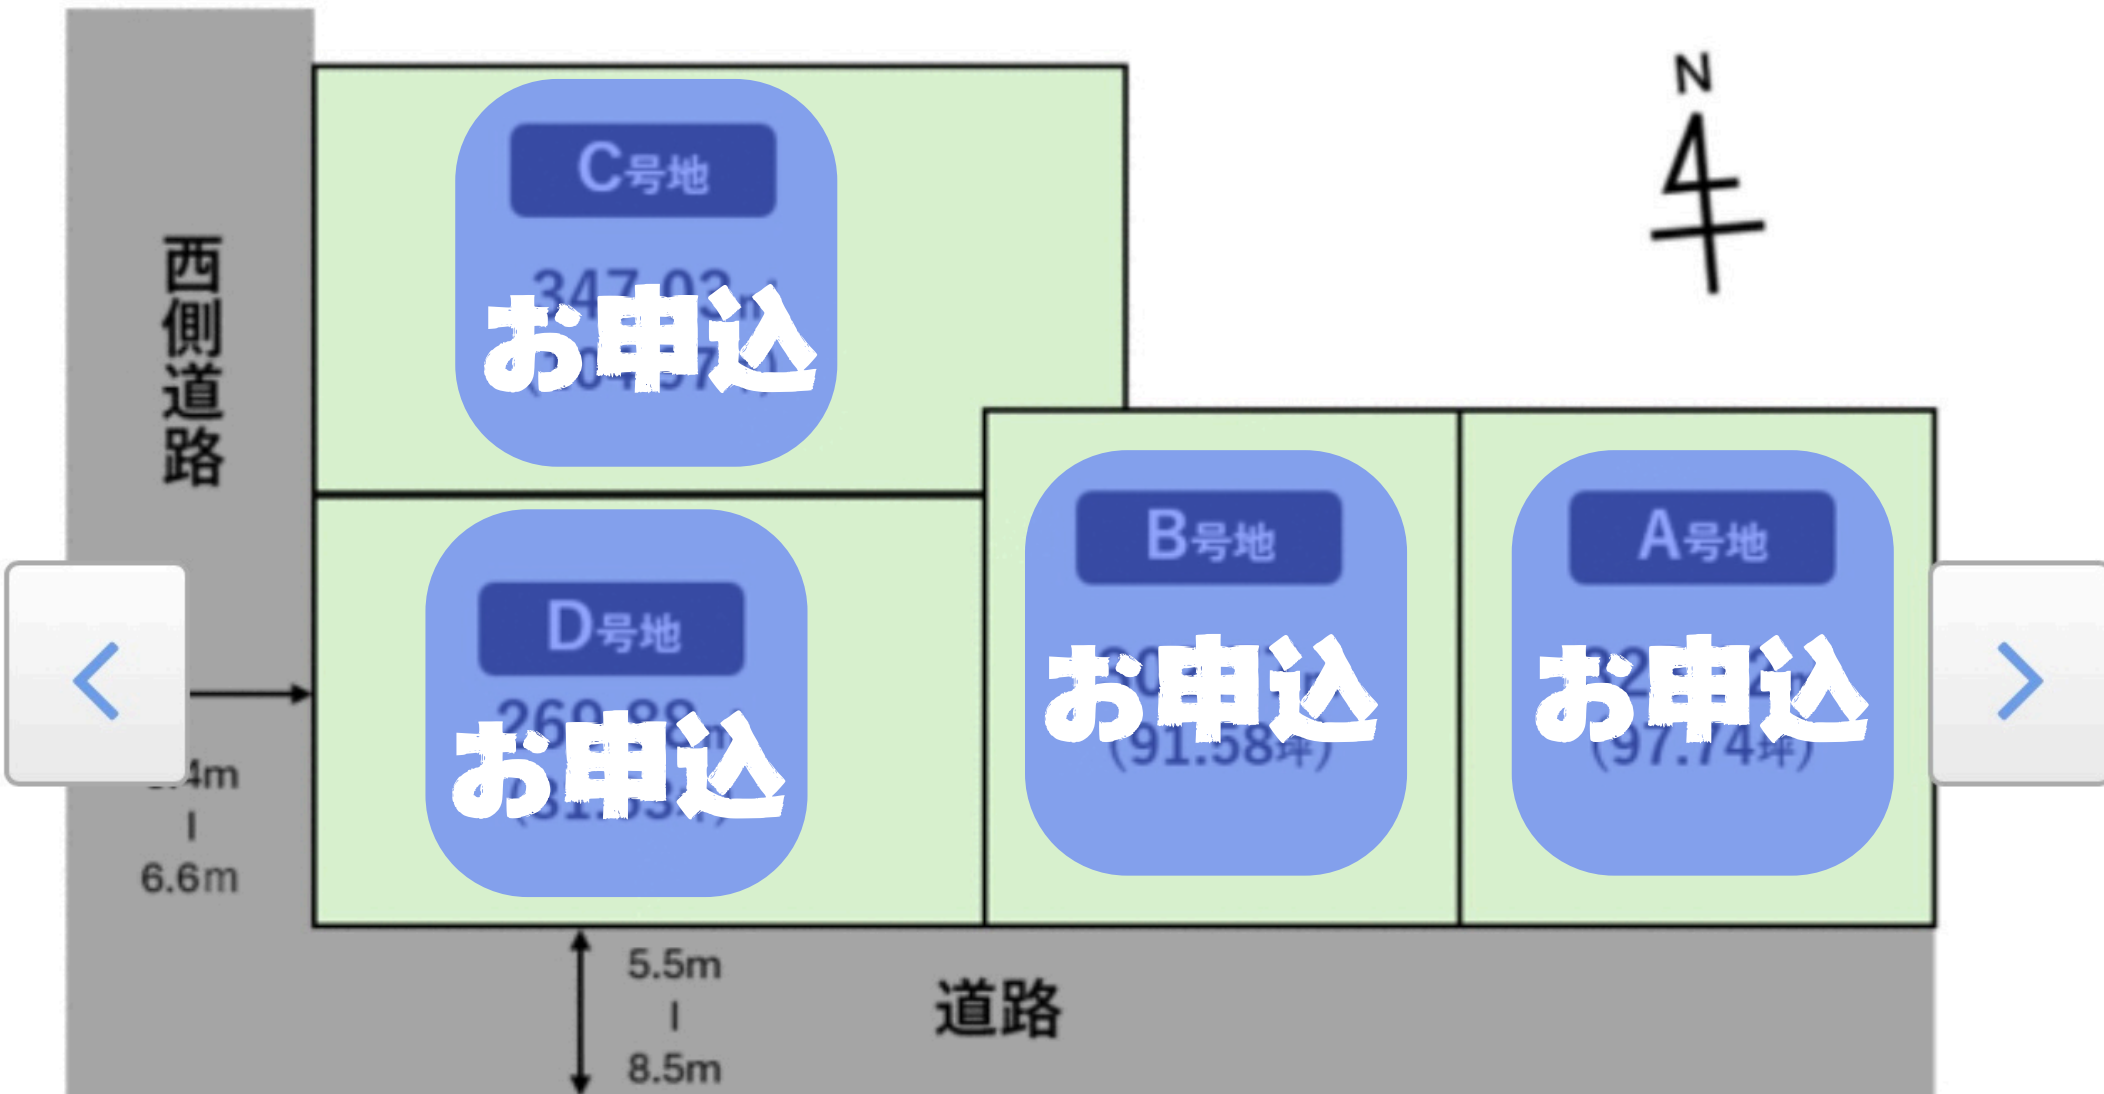 N
C号地
お申込
西側道路
D号地
お申込
B号地
お申込
(91.58坪)
A号地
お申込
(97.74坪)
6.6m
5.5m
8.5m
道路